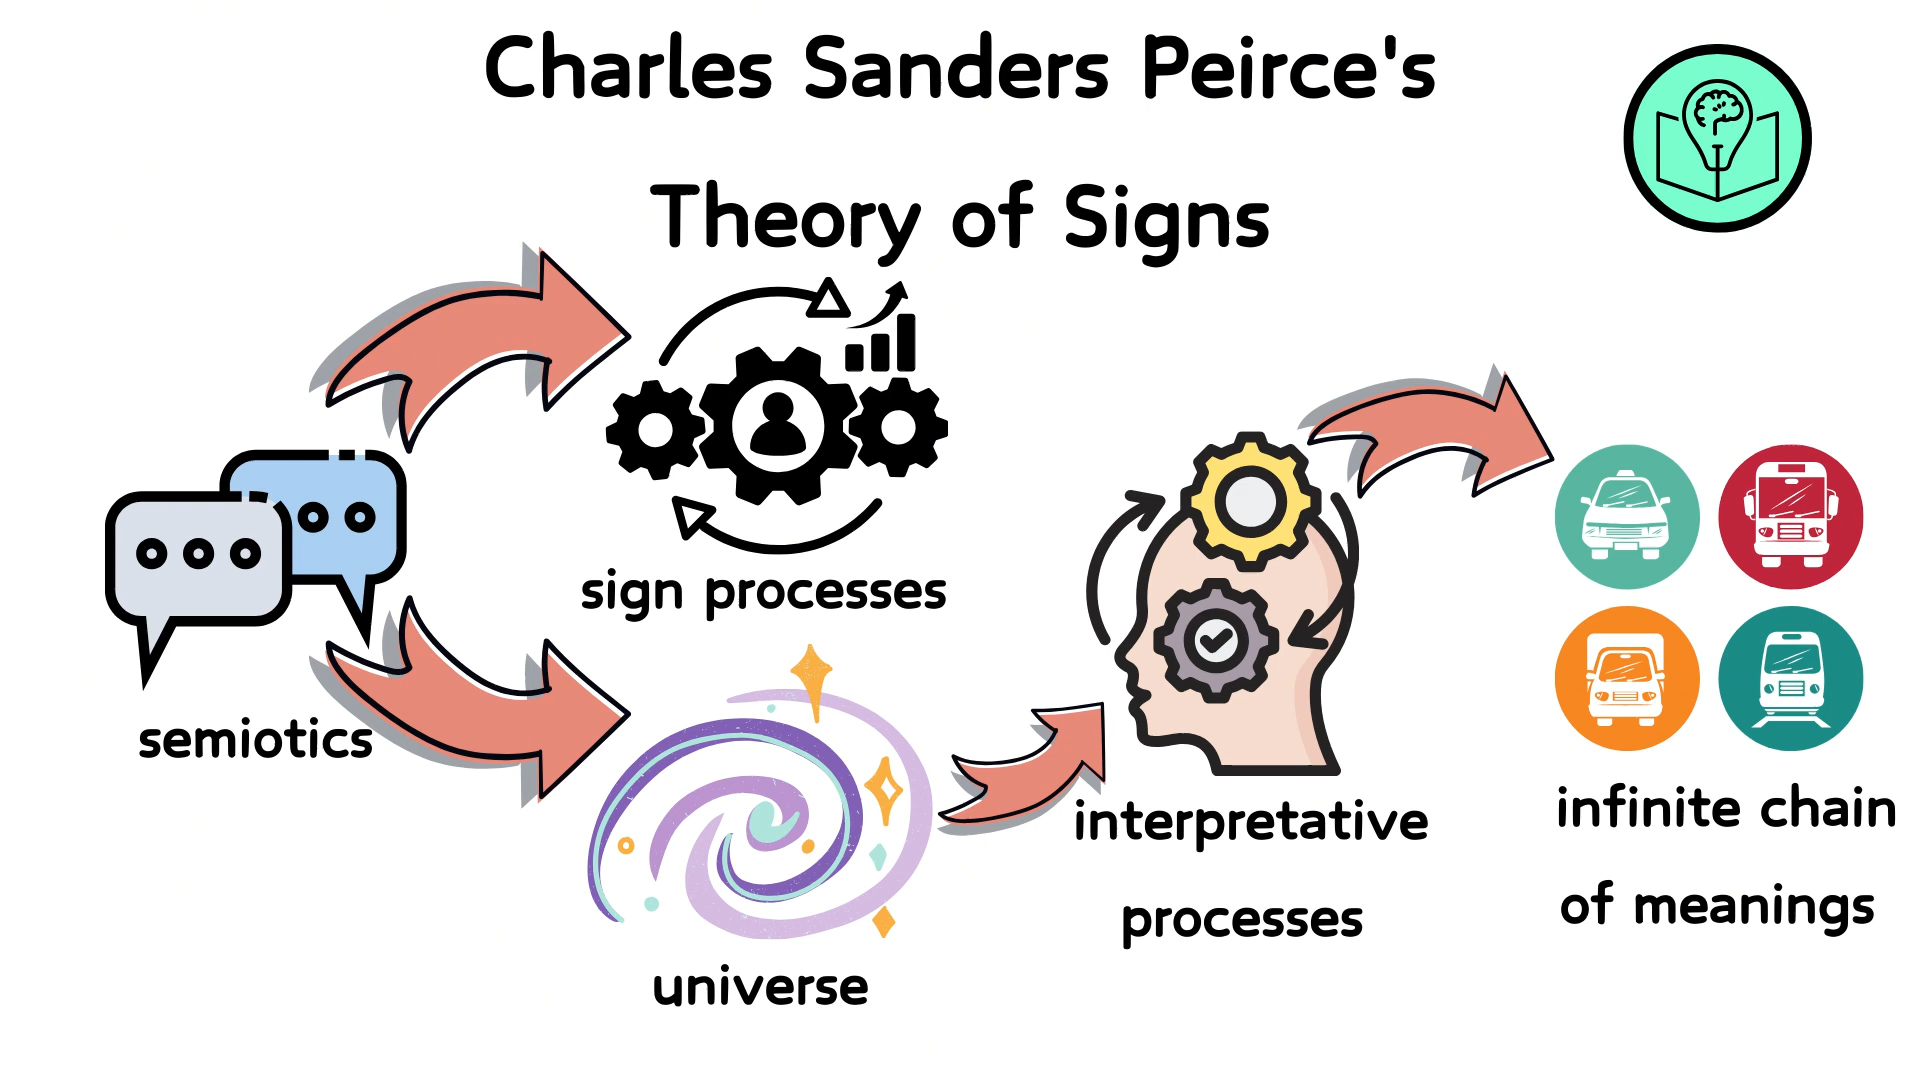 Charles Sanders Peirce's
Theory of Signs
sign processes
semiotics
universe
interpretative
processes
infinite chain
of meanings